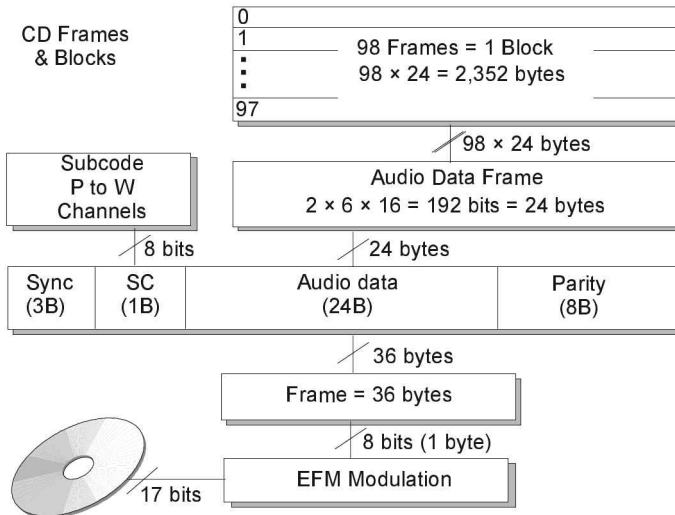 CD Frames
& Blocks
0
1
97
98 Frames = 1 Block
98 × 24 = 2,352 bytes
98 × 24 bytes
Subcode
P to W
Channels
Audio Data Frame
2 × 6 × 16 = 192 bits = 24 bytes
8 bits
24 bytes
Sync
(3B)
SC
(1B)
Audio data
(24B)
Parity
(8B)
36 bytes
Frame = 36 bytes
8 bits (1 byte)
EFM Modulation
17 bits